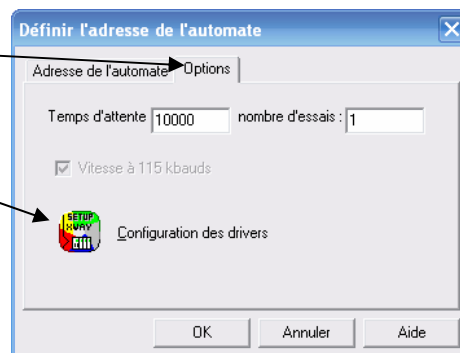 Définir l'adresse de l'automate
Adresse de l'automate Options
Temps d'attente 10000 nombre d'essais : 1
Vitesse à 115 kbauds
SETUP
XWAY
Configuration des drivers
OK Annuler Aide